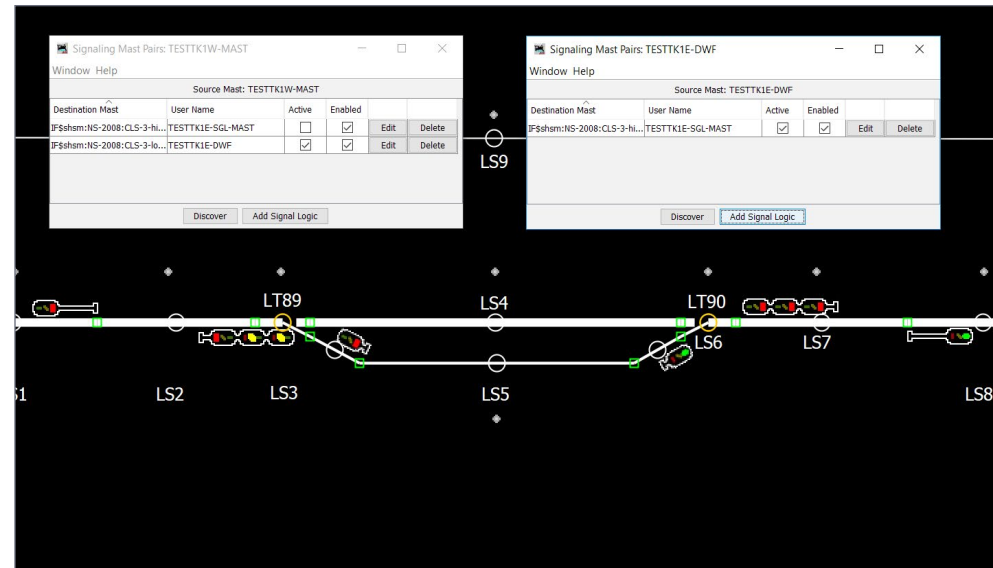 Signaling Mast Pairs: TESTTK1W-MAST
Window Help
Source Mast: TESTTK1W-MAST
Destination Mast User Name Active Enabled
IF$shsm:NS-2008:CLS-3-hi... TESTTK1E-SGL-MAST Edit Delete
IF$shsm:NS-2008:CLS-3-lo... TESTTK1E-DWF Edit Delete
Discover Add Signal Logic
Signaling Mast Pairs: TESTTK1E-DWF
Window Help
Source Mast: TESTTK1E-DWF
Destination Mast User Name Active Enabled
IF$shsm:NS-2008:CLS-3-hi... TESTTK1E-SGL-MAST Edit Delete
Discover Add Signal Logic
LS9
LT89 LS4 LT90
LS6 LS7
S1 LS2 LS3 LS5 LS8